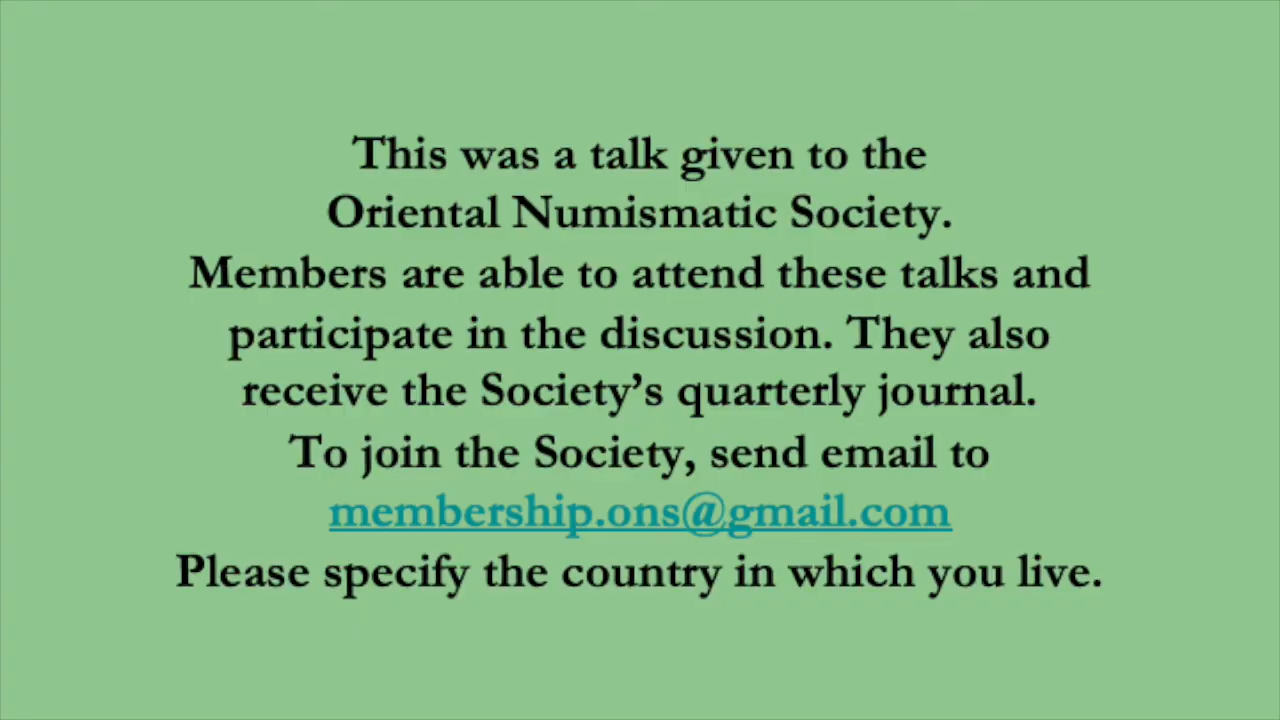 This was a talk given to the
Oriental Numismatic Society.
Members are able to attend these talks and
participate in the discussion. They also
receive the Society’s quarterly journal.
To join the Society, send email to
membership.ons@gmail.com
Please specify the country in which you live.